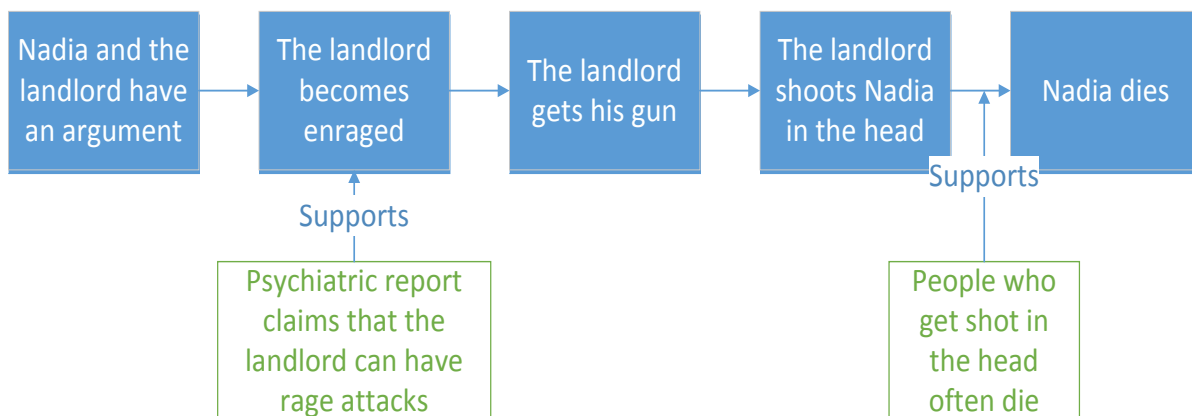 Nadia and the
landlord have
an argument
The landlord
becomes
enraged
The landlord
gets his gun
The landlord
shoots Nadia
in the head
Nadia dies
Supports
Supports
Psychiatric report
claims that the
landlord can have
rage attacks
People who
get shot in
the head
often die